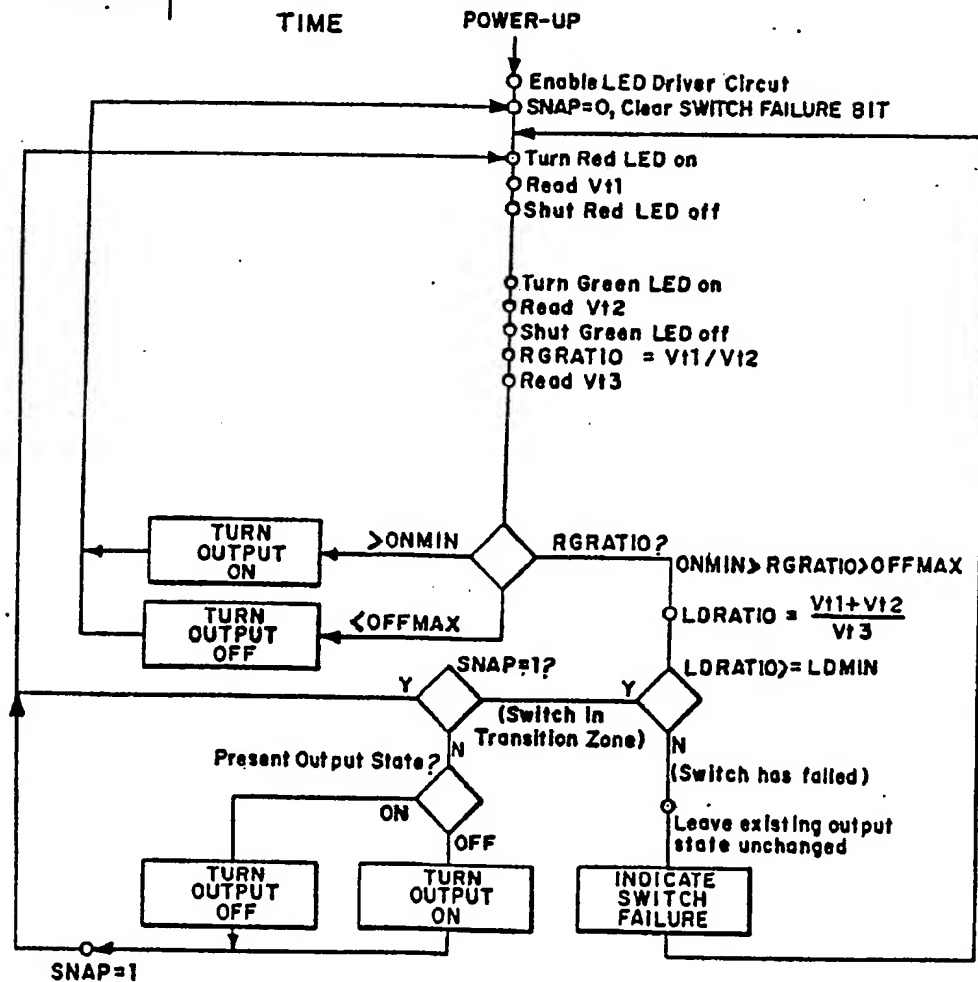 TIME
POWER-UP
Enable LED Driver Circut
SNAP=0, Clear SWITCH FAILURE BIT
Turn Red LED on
Read Vt1
Shut Red LED off
Turn Green LED on
Read Vt2
Shut Green LED off
RGRATIO = Vt1/Vt2
Read Vt3
TURN
OUTPUT
ON
>ONMIN
RGRATIO?
ONMIN>RGRATIO>OFFMAX
TURN
OUTPUT
OFF
<OFFMAX
LDRATIO = Vt1+Vt2
Vt3
SNAP=1?
LDRATIO>= LDMIN
Y
Y
(Switch in
Transition Zone)
N
N
Present Output State?
(Switch has failed)
ON
OFF
Leave existing output
state unchanged
TURN
OUTPUT
OFF
TURN
OUTPUT
ON
INDICATE
SWITCH
FAILURE
SNAP=1